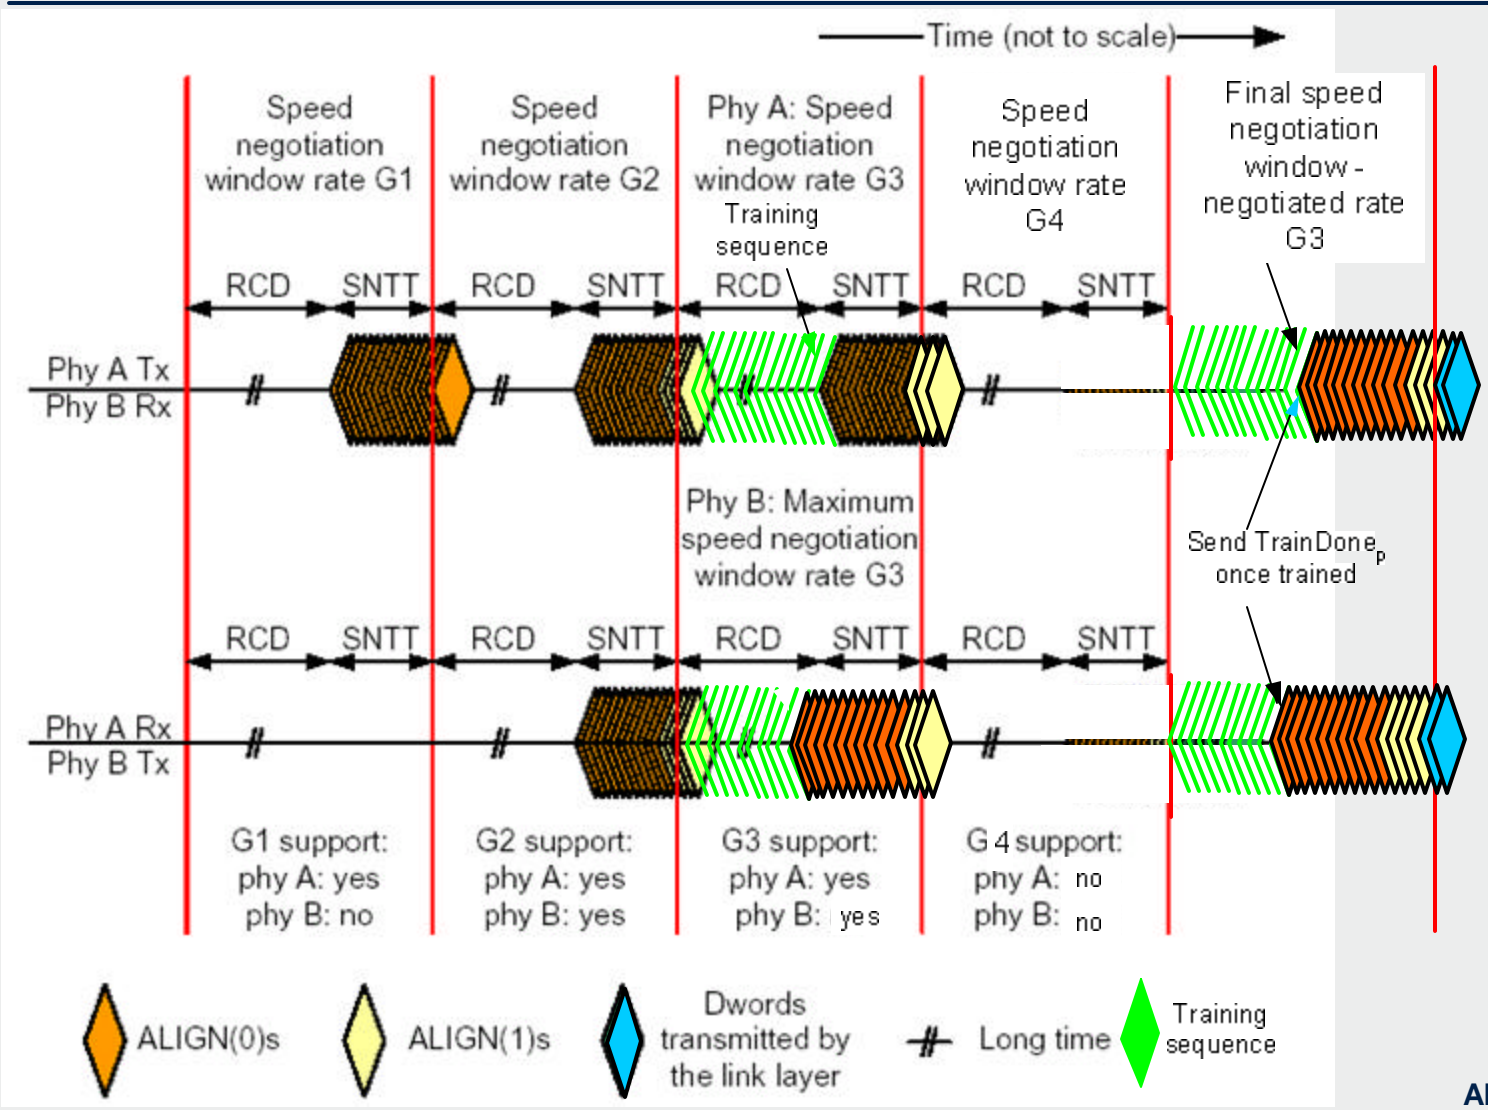 Time (not to scale)
Speed
negotiation
window rate G1
Speed
negotiation
window rate G2
Phy A: Speed
negotiation
window rate G3
Training
sequence
Speed
negotiation
window rate
G4
Final speed
negotiation
window -
negotiated rate
G3
RCD SNTT RCD SNTT RCD SNTT RCD SNTT
Phy A Tx
Phy B Rx
Phy B: Maximum
speed negotiation
window rate G3
Send TrainDonep
once trained
RCD SNTT RCD SNTT RCD SNTT RCD SNTT
Phy A Rx
Phy B Tx
G1 support:
phy A: yes
phy B: no
G2 support:
phy A: yes
phy B: yes
G3 support:
phy A: yes
phy B: yes
G4 support:
phy A: no
phy B: no
ALIGN(0)s
ALIGN(1)s
Dwords
transmitted by
the link layer
Long time
Training
sequence